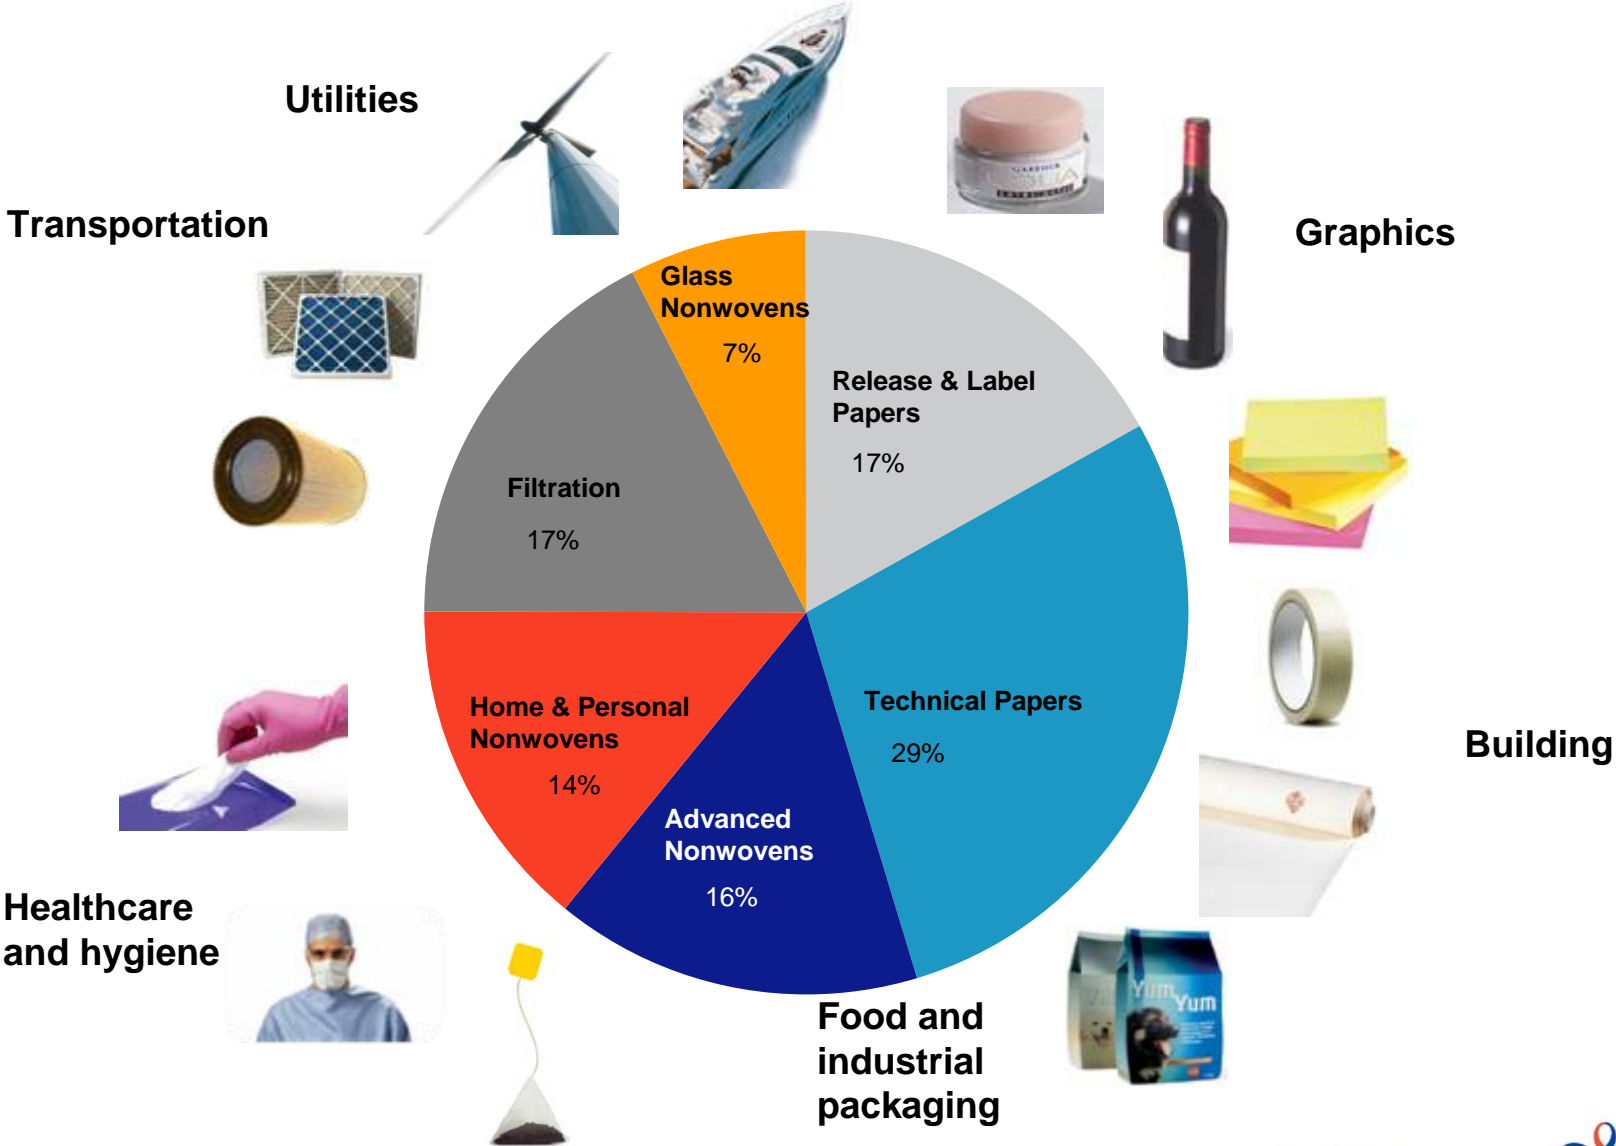 Utilities
Transportation
Graphics
Glass
Nonwovens
7%
Release & Label
Papers
17%
Filtration
17%
Technical Papers
29%
Home & Personal
Nonwovens
14%
Advanced
Nonwovens
16%
Building
Healthcare
and hygiene
Food and
industrial
packaging
Yum
Yum